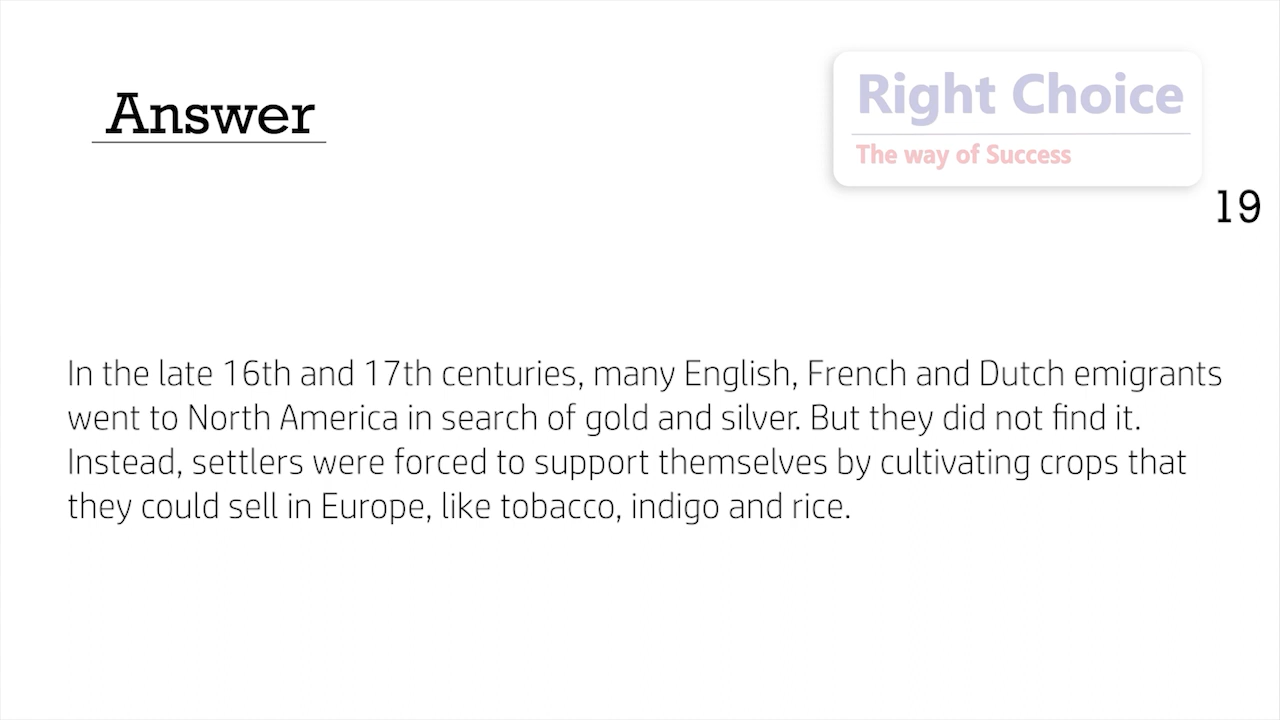 Answer
Right Choice
The way of Success
19
In the late 16th and 17th centuries, many English, French and Dutch emigrants
went to North America in search of gold and silver. But they did not find it.
Instead, settlers were forced to support themselves by cultivating crops that
they could sell in Europe, like tobacco, indigo and rice.